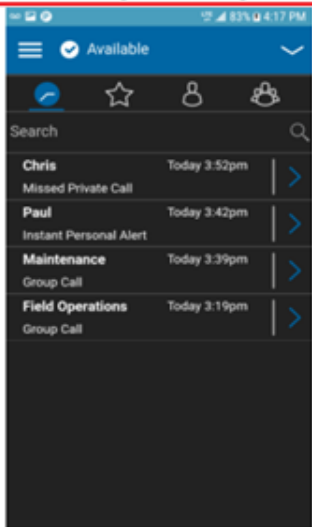 83% 4:17 PM
Available
Search
Chris Today 3:52pm
Missed Private Call
Paul Today 3:42pm
Instant Personal Alert
Maintenance Today 3:39pm
Group Call
Field Operations Today 3:19pm
Group Call